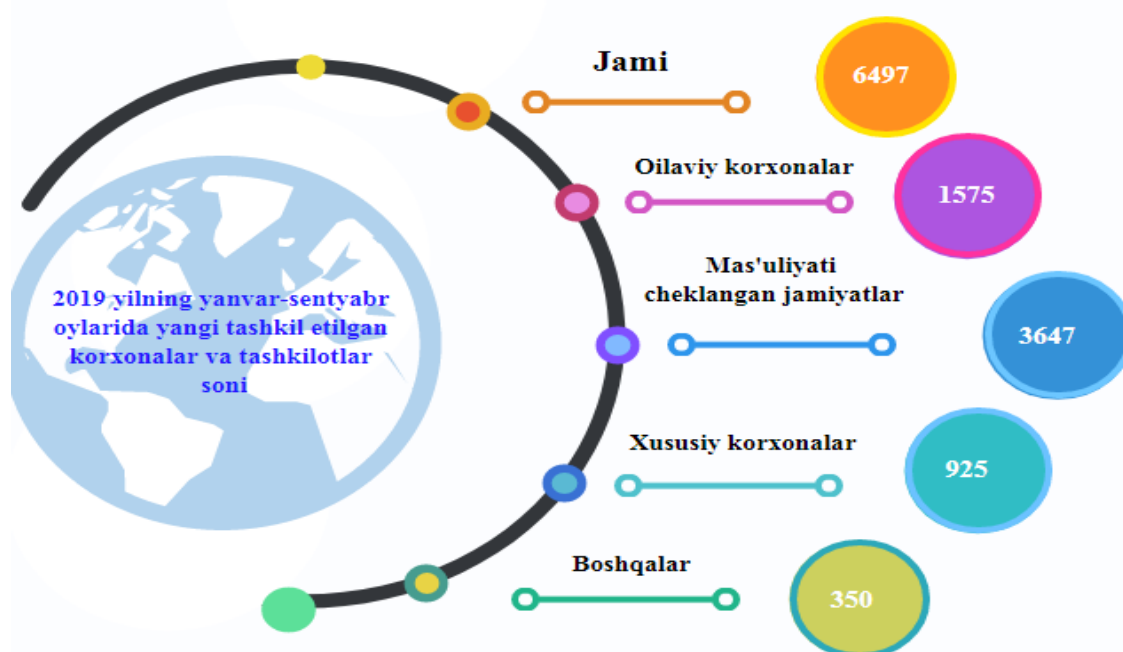 Jami
6497
Oilaviy korxonalar
1575
Mas'uliyati
cheklangan jamiyatlar
3647
2019 yilning yanvar-sentyabr
oylarida yangi tashkil etilgan
korxonalar va tashkilotlar
soni
Xususiy korxonalar
925
Boshqalar
350